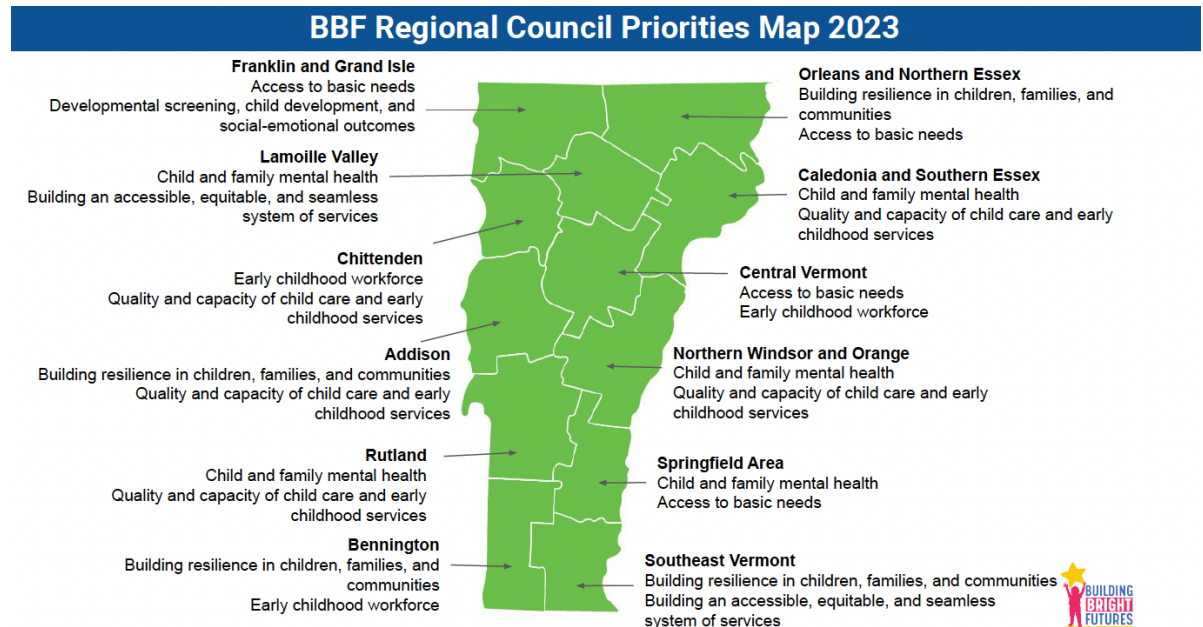 BBF Regional Council Priorities Map 2023
Franklin and Grand Isle
Access to basic needs
Developmental screening, child development, and
social-emotional outcomes
Lamoille Valley
Child and family mental health
Building an accessible, equitable, and seamless
system of services
Chittenden
Early childhood workforce
Quality and capacity of child care and early
childhood services
Addison
Building resilience in children, families, and communities
Quality and capacity of child care and early
childhood services
Rutland
Child and family mental health
Quality and capacity of child care and early
childhood services
Bennington
Building resilience in children, families, and
communities
Early childhood workforce
Orleans and Northern Essex
Building resilience in children, families, and
communities
Access to basic needs
Caledonia and Southern Essex
Child and family mental health
Quality and capacity of child care and early
childhood services
Central Vermont
Access to basic needs
Early childhood workforce
Northern Windsor and Orange
Child and family mental health
Quality and capacity of child care and early
childhood services
Springfield Area
Child and family mental health
Access to basic needs
Southeast Vermont
Building resilience in children, families, and communities
Building an accessible, equitable, and seamless
system of services
BUILDING
BRIGHT
FUTURES